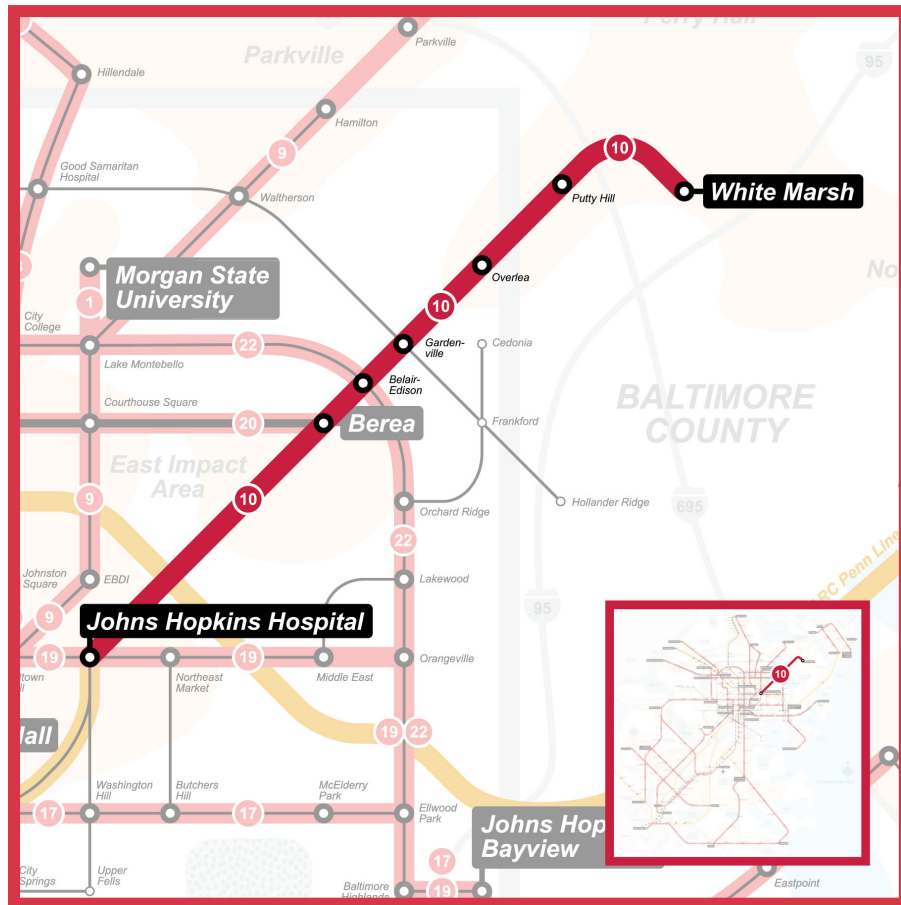 Perry Hall
Parkville
Parkville
95
Hillendale
Hamilton
9
10
Good Samaritan
Hospital
Waltherson
Putty Hill
White Marsh
Morgan State
University
Overlea
1
10
City
College
22
Garden-
ville
Cedonia
Lake Montebello
Belair-
Edison
Courthouse Square
20
Berea
Frankford
BALTIMORE
COUNTY
East Impact
Area
9
10
Orchard Ridge
Hollander Ridge
695
22
Johnston
Square
EBDI
Lakewood
9
95
Penn Line
Johns Hopkins Hospital
19
19
Northeast
Market
Middle East
Orangeville
10
19
22
Washington
Hill
Butchers
Hill
McElderry
Park
17
17
Ellwood
Park
Johns Hop
Bayview
17
City
Springs
Upper
Fells
Baltimore
Highlands
19
Eastpoint